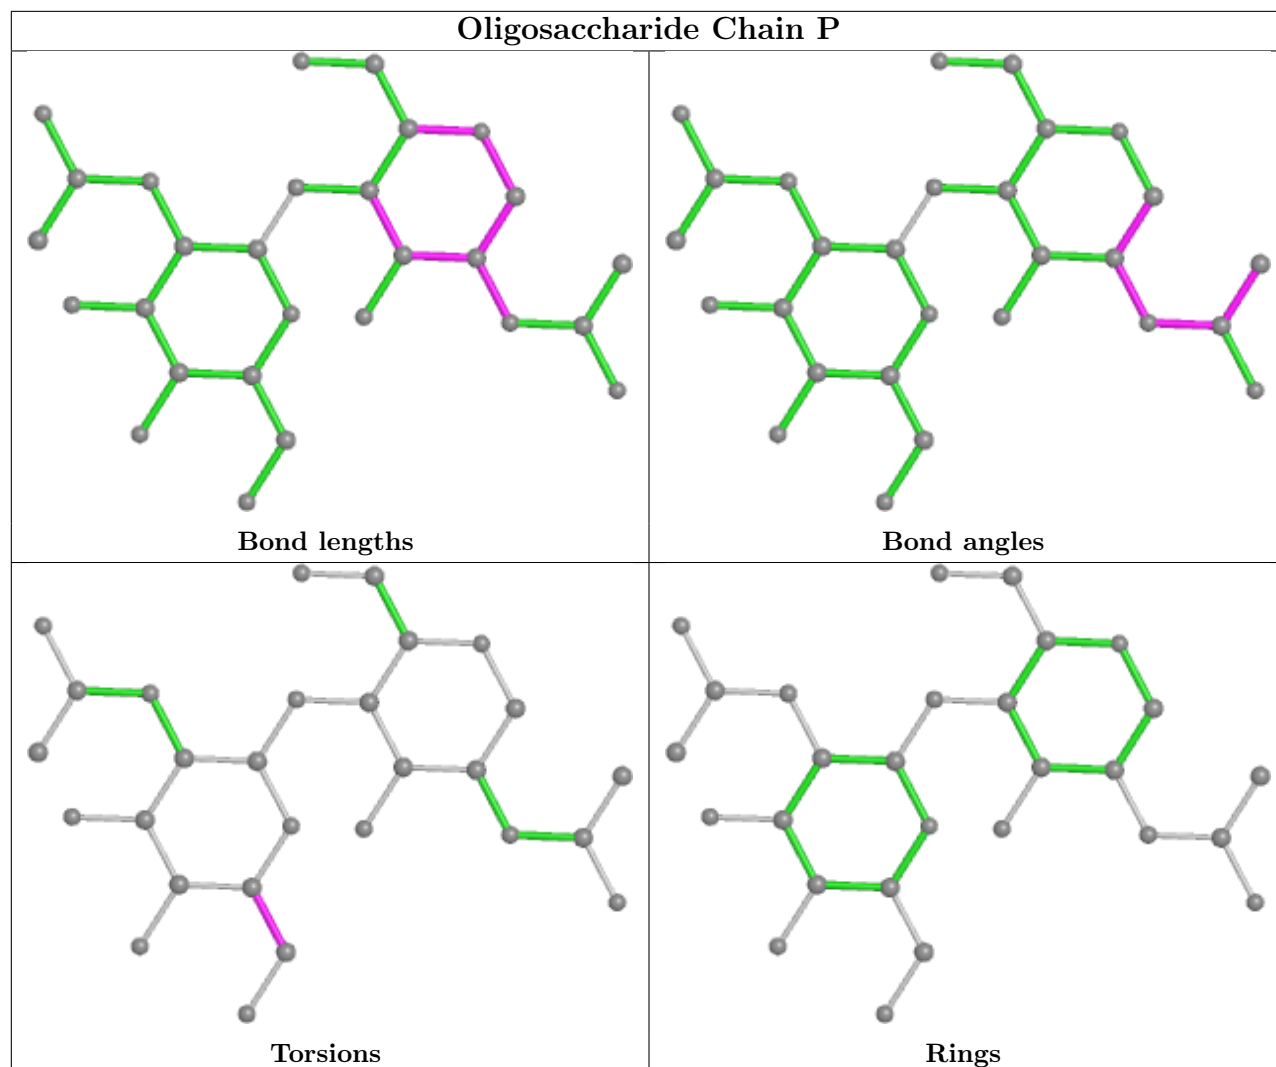 Oligosaccharide Chain P
Bond lengths
Bond angles
Torsions
Rings